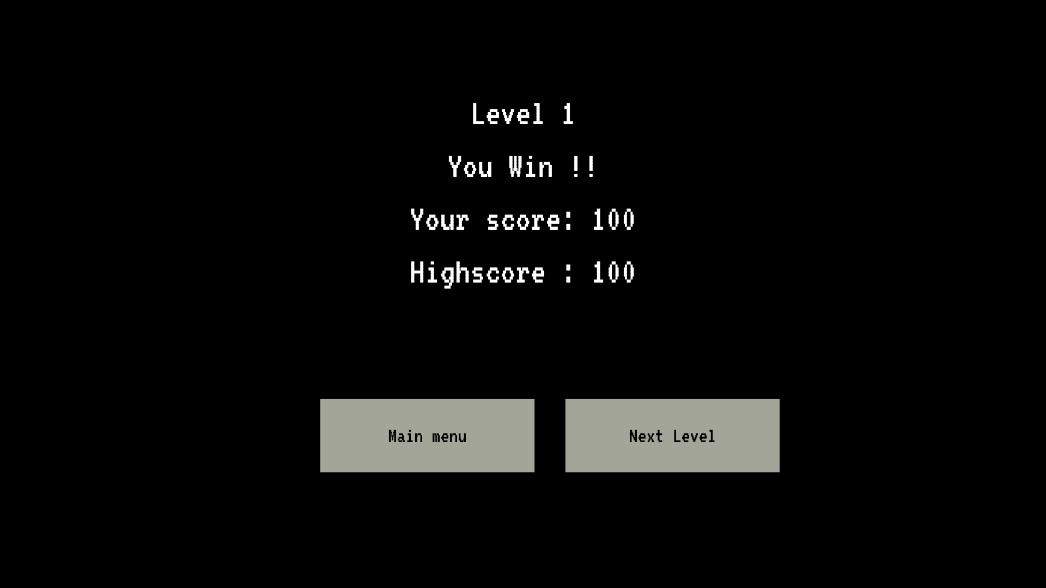 Level 1
You Win !!
Your score: 100
Highscore : 100
Main menu
Next Level